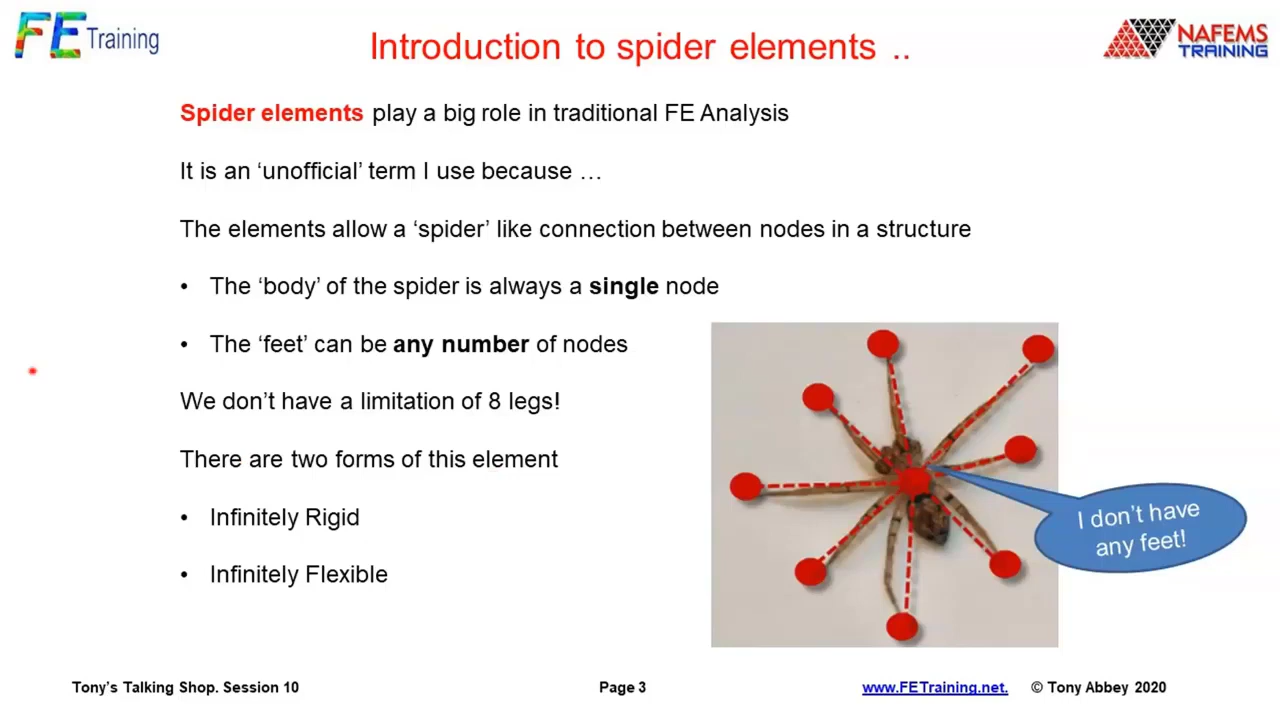 FE Training
Introduction to spider elements ..
NAFEMS
TRAINING
Spider elements play a big role in traditional FE Analysis
It is an ‘unofficial’ term I use because …
The elements allow a ‘spider’ like connection between nodes in a structure
• The ‘body’ of the spider is always a single node
• The ‘feet’ can be any number of nodes
We don’t have a limitation of 8 legs!
There are two forms of this element
• Infinitely Rigid
• Infinitely Flexible
I don’t have
any feet!
Tony’s Talking Shop. Session 10
Page 3
www.FETraining.net.
© Tony Abbey 2020